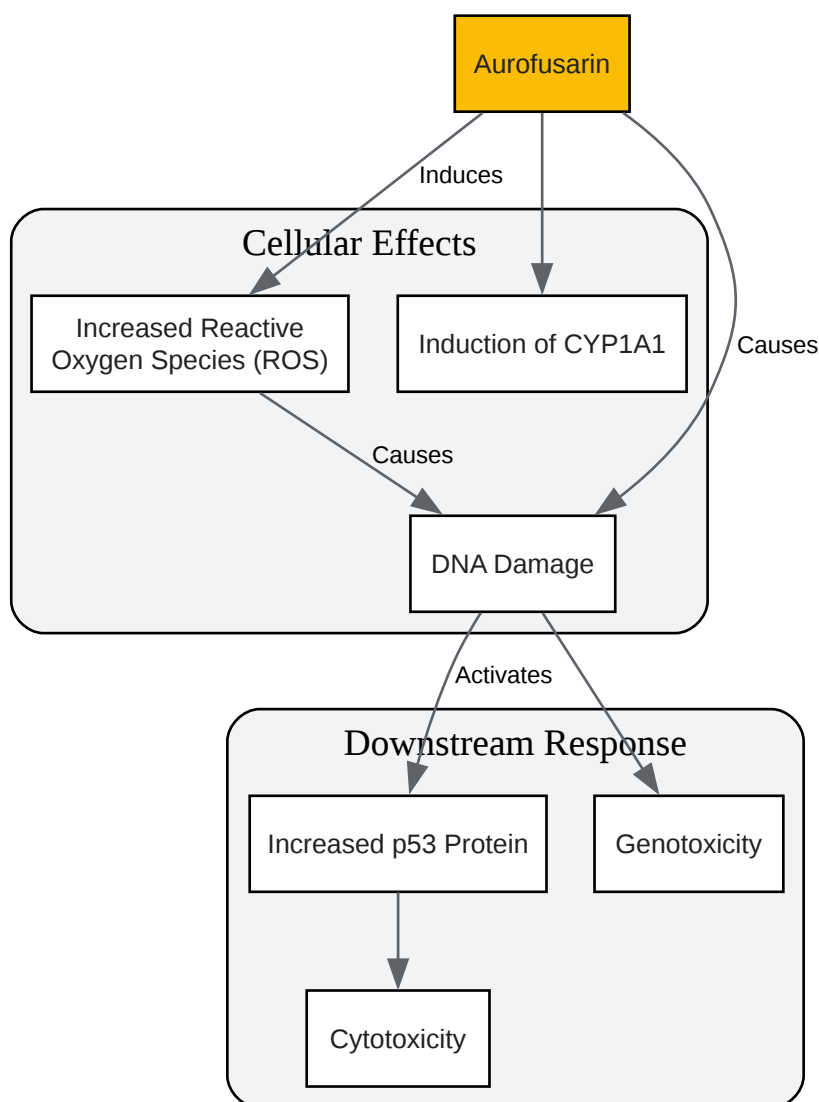 Aurofusarin
Induces
Cellular Effects
Increased Reactive
Oxygen Species (ROS)
Induction of CYP1A1
Causes
Causes
DNA Damage
Activates
Downstream Response
Increased p53 Protein
Genotoxicity
Cytotoxicity